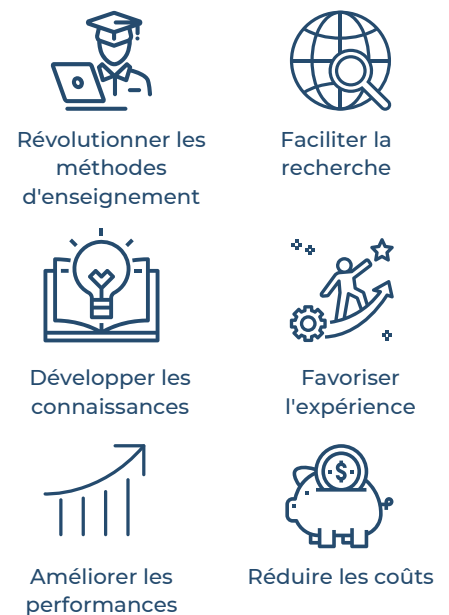 Révolutionner les
méthodes
d'enseignement
Faciliter la
recherche
Développer les
connaissances
Favoriser
l'expérience
Améliorer les
performances
Réduire les coûts
$